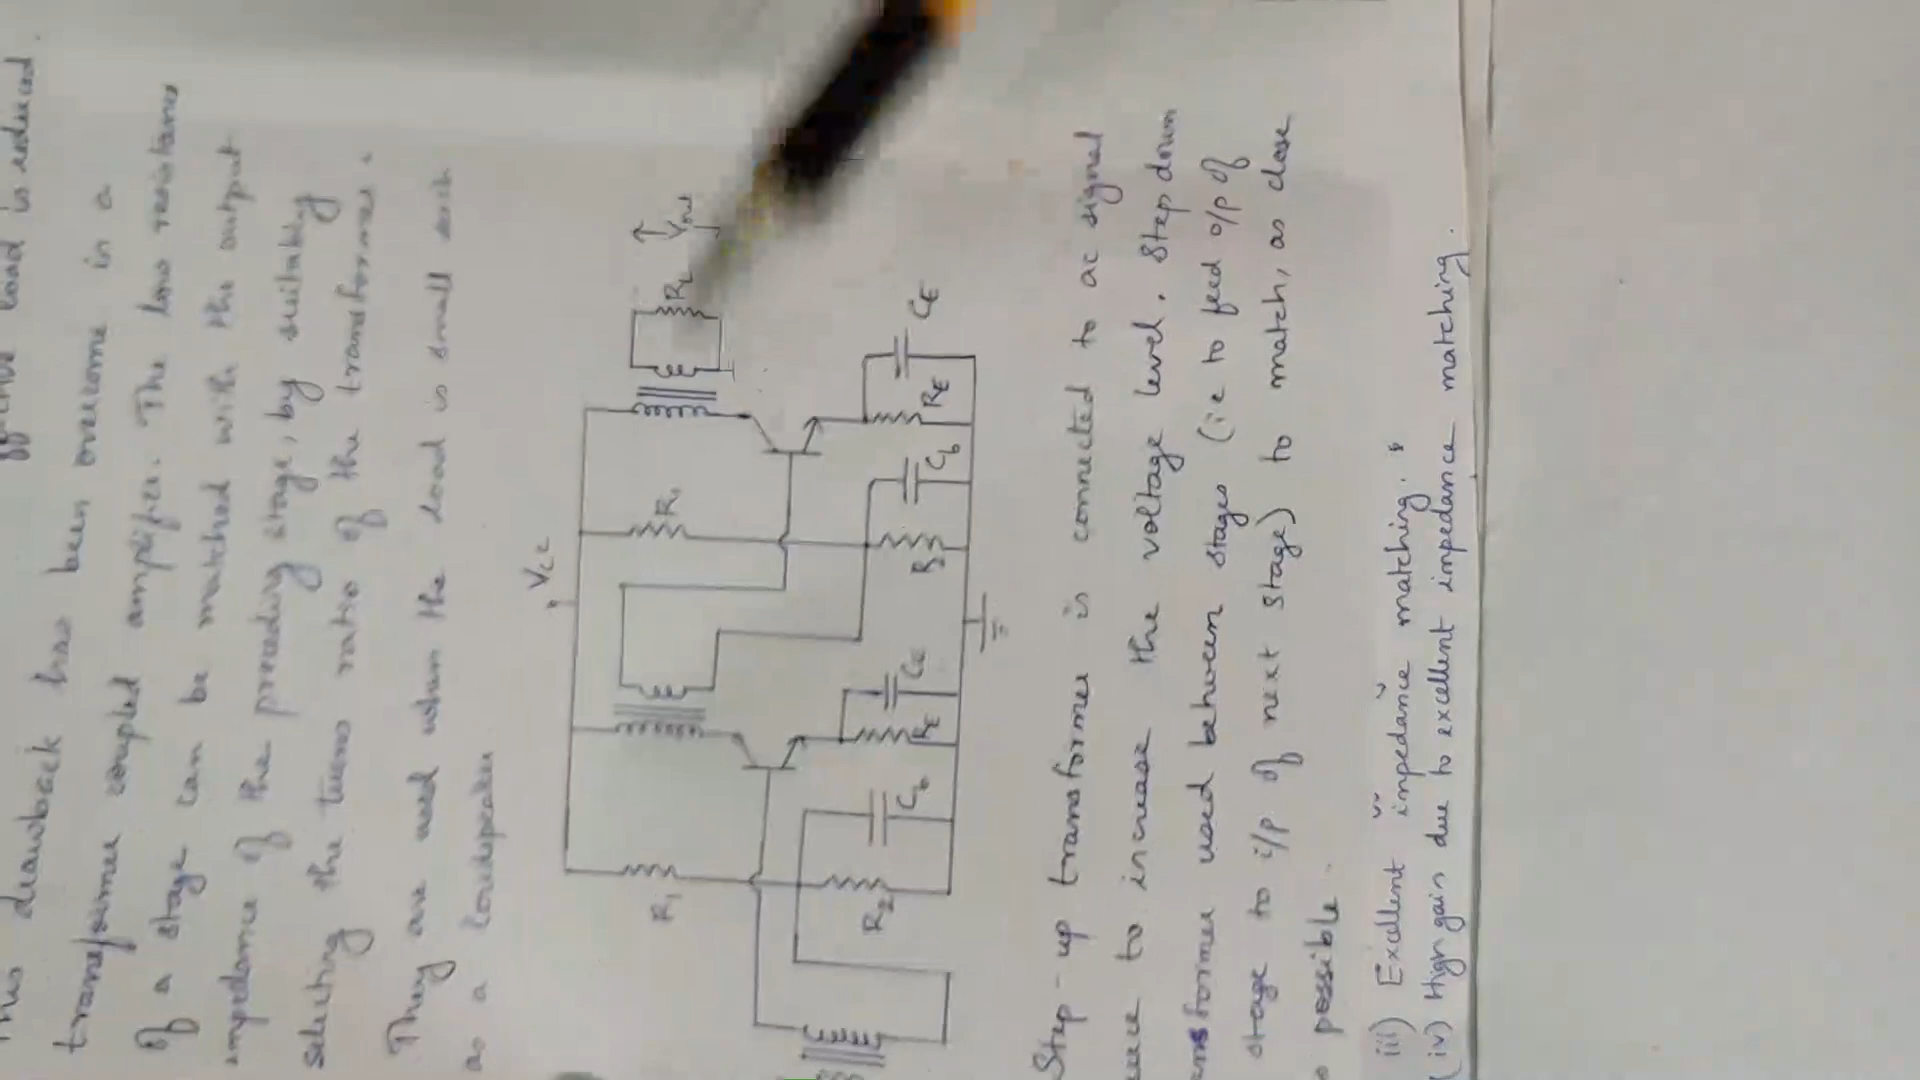 drawback has been overcome in a
transformer coupled amplifier. The low resistance
of a stage can be matched with the output
impedance of the preceding stage, by suitably
selecting the turns ratio of the transformer.
They are used when the load is small such
as a loudspeaker
Vcc
R1
R2
Cb
RE
CE
R1
R2
Cb
RE
CE
RL
Vout
Step-up transformer is connected to ac signal
to increase the voltage level. Step down
used between stages (ie to feed o/p of
stage to i/p of next stage) to match, as close
possible.
iii) Excellent impedance matching.
(iv) High gain due to excellent impedance matching.